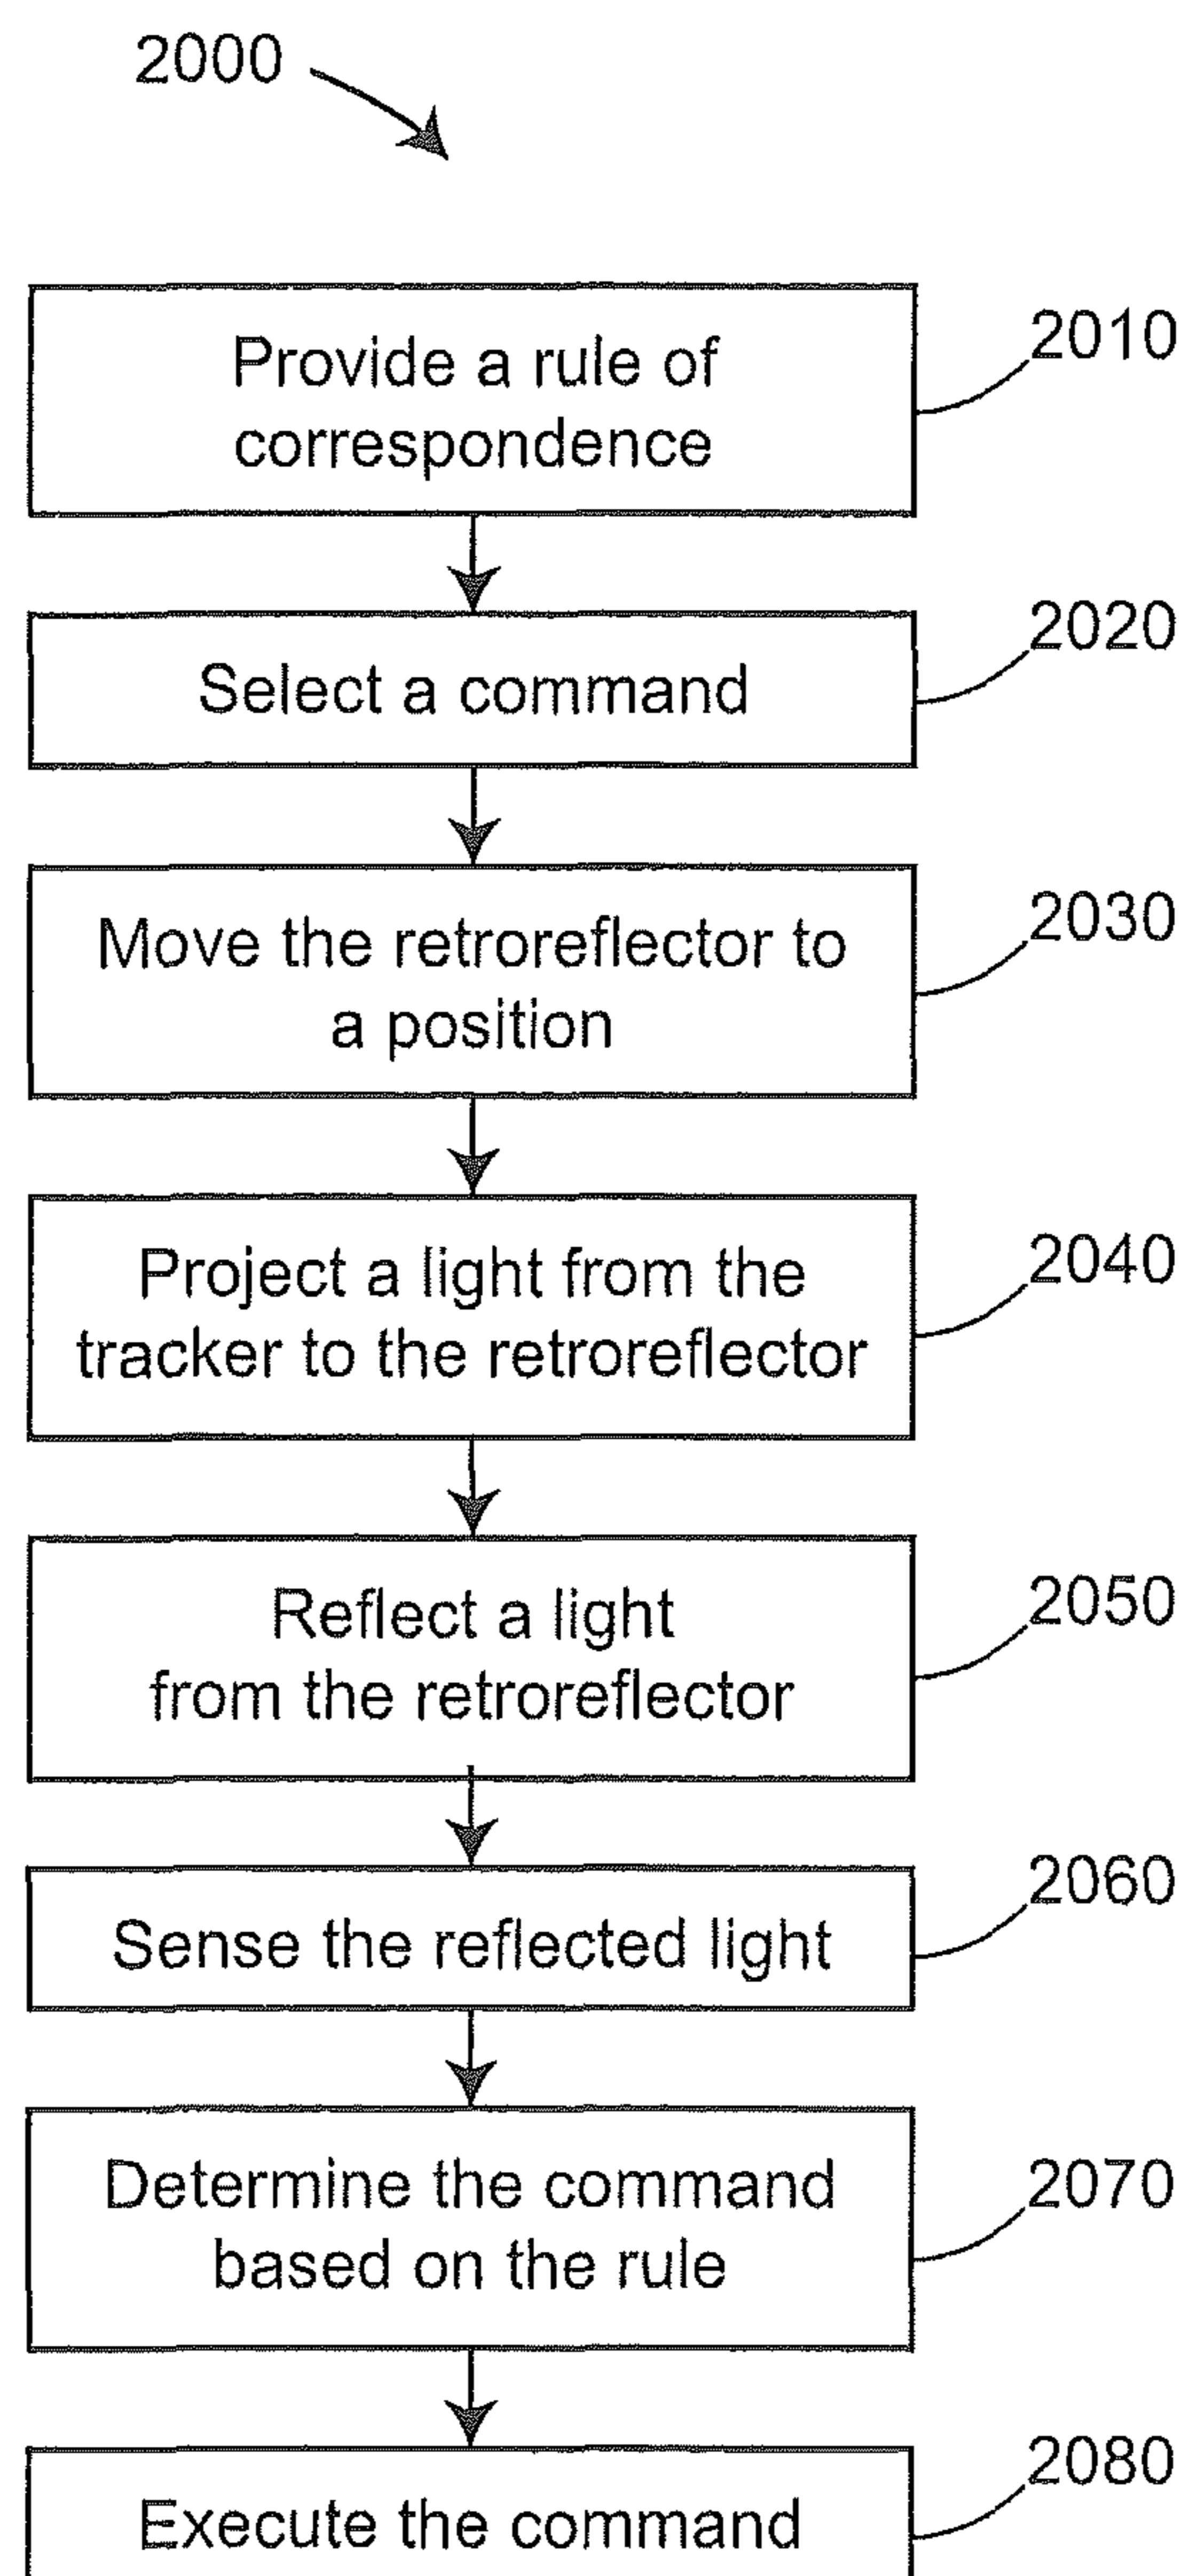 2000
Provide a rule of
correspondence
2010
Select a command
2020
Move the retroreflector to
a position
2030
Project a light from the
tracker to the retroreflector
2040
Reflect a light
from the retroreflector
2050
Sense the reflected light
2060
Determine the command
based on the rule
2070
Execute the command
2080